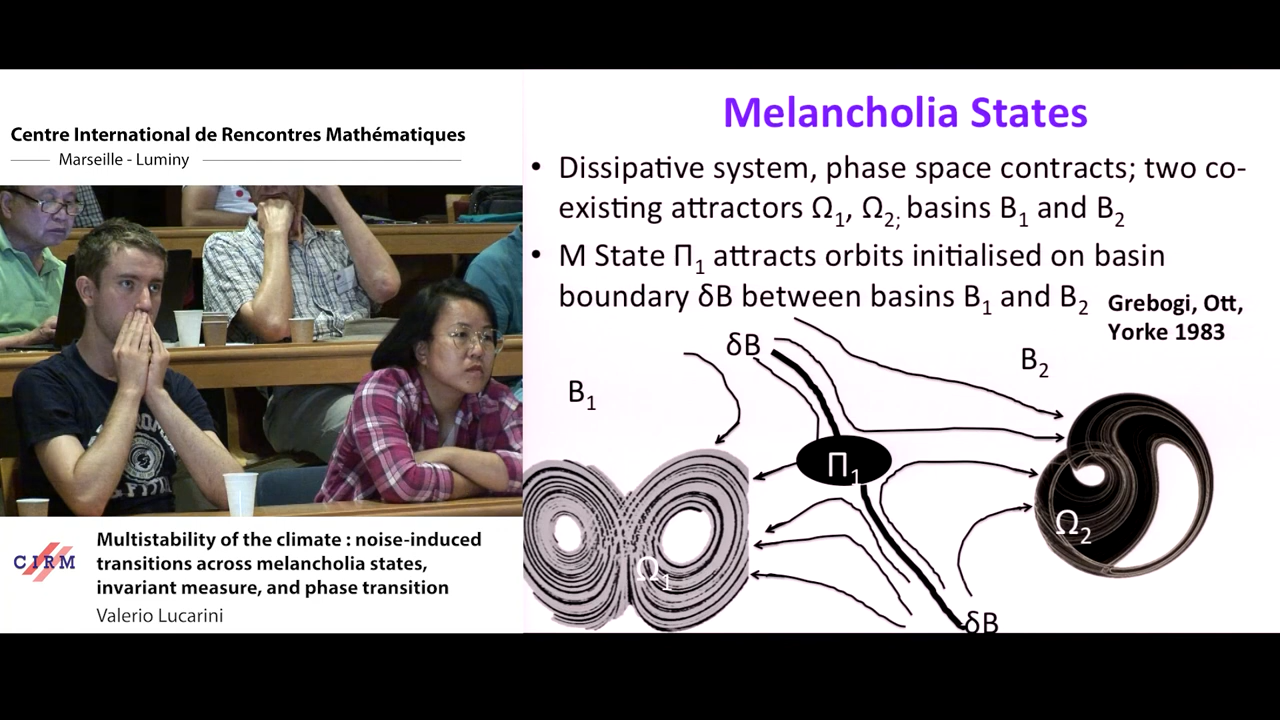 Centre International de Rencontres Mathématiques
Marseille - Luminy
CIRM
Multistability of the climate : noise-induced
transitions across melancholia states,
invariant measure, and phase transition
Valerio Lucarini
Melancholia States
• Dissipative system, phase space contracts; two co-
existing attractors Ω1, Ω2; basins B1 and B2
• M State Π1 attracts orbits initialised on basin
boundary δB between basins B1 and B2
Grebogi, Ott,
Yorke 1983
δB
B2
B1
Π1
Ω2
Ω1
δB